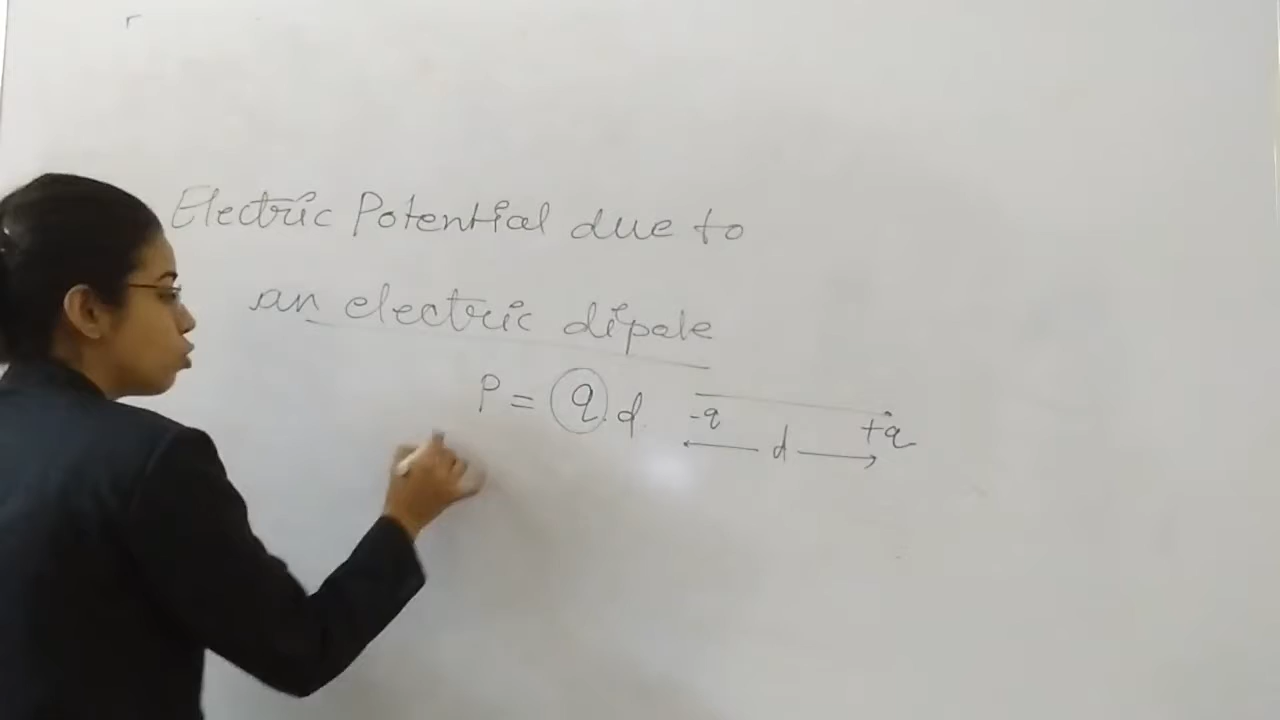 Electric Potential due to
an electric dipole
P = q.d
-q +q
d